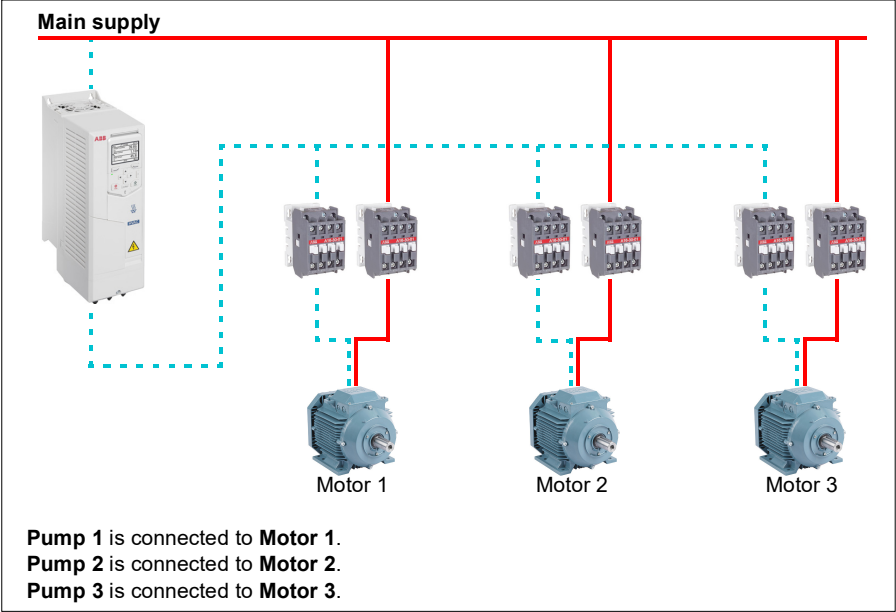 Main supply
ABB
Motor 1
Motor 2
Motor 3
Pump 1 is connected to Motor 1.
Pump 2 is connected to Motor 2.
Pump 3 is connected to Motor 3.